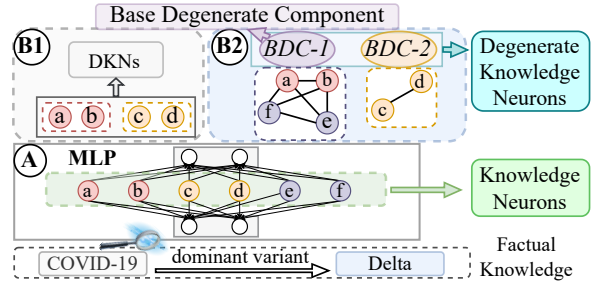 Base Degenerate Component
B1
DKNs
a b c d
B2
BDC-1
BDC-2
a b
f e
d
c
Degenerate
Knowledge
Neurons
A
MLP
a b c d e f
Knowledge
Neurons
COVID-19
dominant variant
Delta
Factual
Knowledge